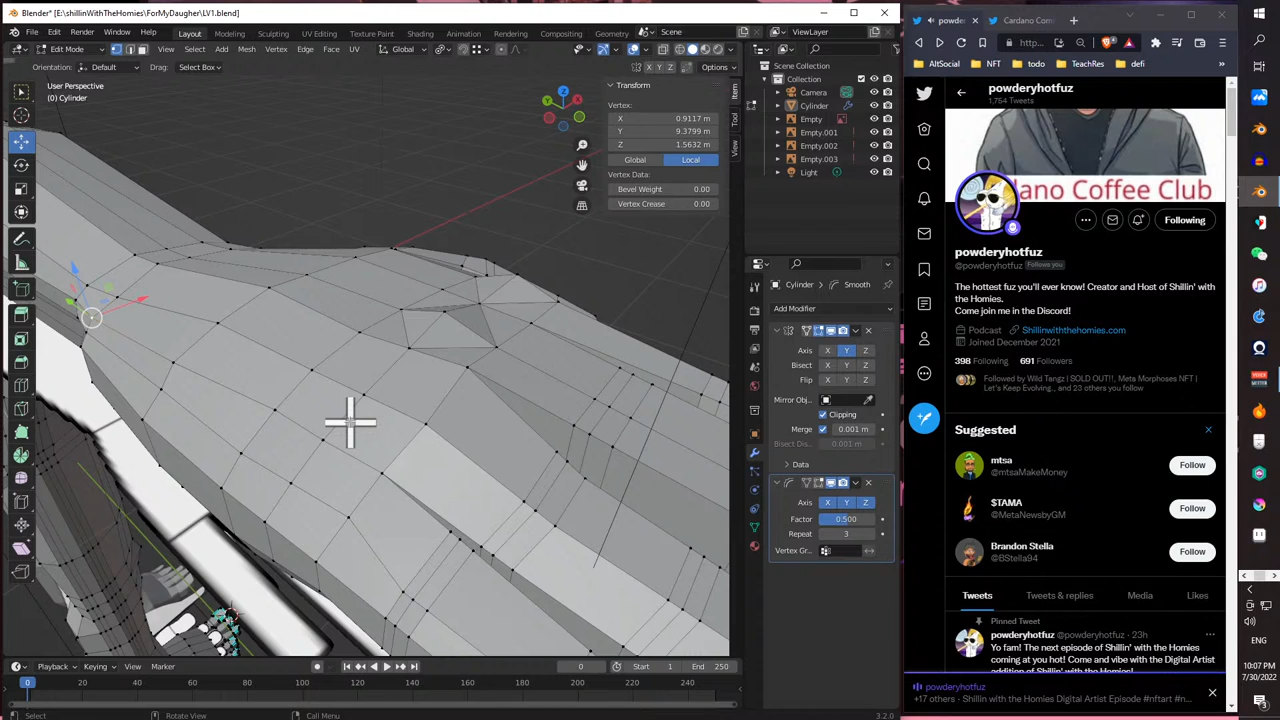 Blender* [E:\shillinWithTheHomies\ForMyDaugher\LV1.blend]
File Edit Render Window Help Layout Modeling Sculpting UV Editing Texture Paint Shading Animation Rendering Compositing Geometry Scene ViewLayer
Edit Mode View Select Add Mesh Vertex Edge Face UV Global
Orientation: Default Drag: Select Box X Y Z Options
User Perspective
(0) Cylinder
Transform
Vertex:
X 0.9117 m
Y 9.3799 m
Z 1.5632 m
Global Local
Vertex Data:
Bevel Weight 0.00
Vertex Crease 0.00
Item
Tool
View
Scene Collection
Collection
Camera
Cylinder
Empty
Empty.001
Empty.002
Empty.003
Light
Cylinder Smooth
Add Modifier
Axis X Y Z
Bisect X Y Z
Flip X Y Z
Mirror Obj
Clipping
Merge 0.001 m
Bisect Dis... 0.001 m
Data
Axis X Y Z
Factor 0.500
Repeat 3
Vertex Gr...
Playback Keying View Marker 0 Start 1 End 250
0 20 40 60 80 100 120 140 160 180 200 220 240
Select Rotate View Call Menu 3.2.0
powder Cardano Com
http...
AltSocial NFT todo TeachRes defi
powderyhotfuz
1,754 Tweets
dano Coffee Club
Following
powderyhotfuz
@powderyhotfuz Follows you
The hottest fuz you'll ever know! Creator and Host of Shillin' with
the Homies.
Come join me in the Discord!
Podcast Shillinwiththehomies.com
Joined December 2021
398 Following 691 Followers
Followed by Wild Tangz | SOLD OUT!!, Meta Morphoses NFT |
Let's Keep Evolving., and 23 others you follow
Suggested
mtsa
@mtsaMakeMoney
Follow
$TAMA
@MetaNewsbyGM
Follow
Brandon Stella
@BStella94
Follow
Tweets Tweets & replies Media Likes
Pinned Tweet
powderyhotfuz @powderyhotfuz · 23h
Yo fam! The next episode of Shillin' with the Homies
coming at you hot! Come and vibe with the Digital Artist
powderyhotfuz
+17 others · Shillin with the Homies Digital Artist Episode #nftart #n...
ENG
10:07 PM
7/30/2022